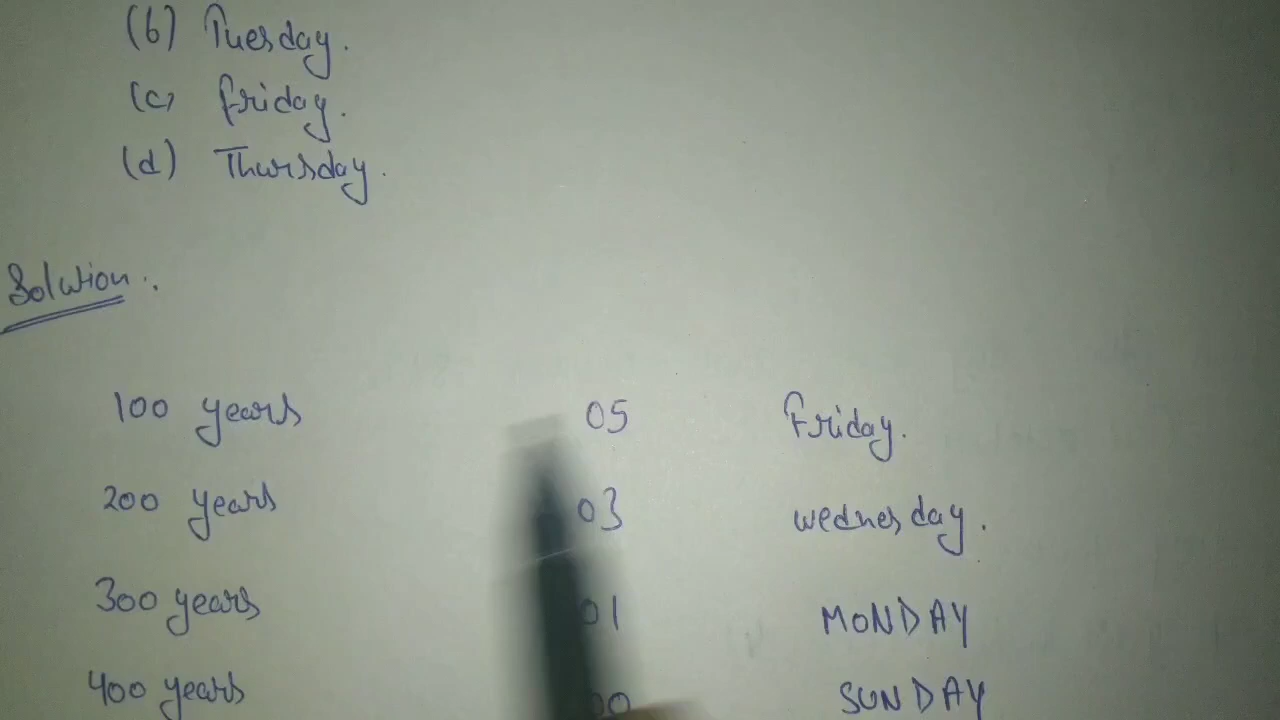 (b) Tuesday.
(c) friday.
(d) Thursday.
Solution:
100 years 05 Friday.
200 years 03 wednesday.
300 years 01 MONDAY
400 years 00 SUNDAY